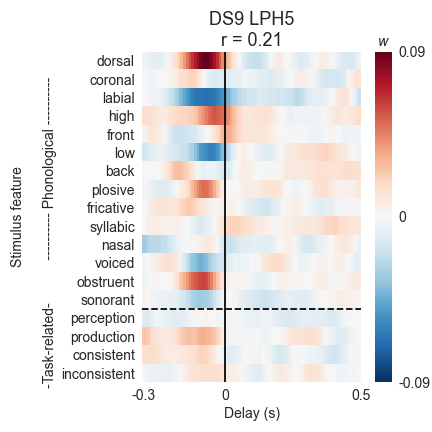 DS9 LPH5
r = 0.21
w
Stimulus feature
-Task-related- ---------- Phonological ----------
dorsal
coronal
labial
high
front
low
back
plosive
fricative
syllabic
nasal
voiced
obstruent
sonorant
perception
production
consistent
inconsistent
0.09
0
-0.09
-0.3
0
0.5
Delay (s)